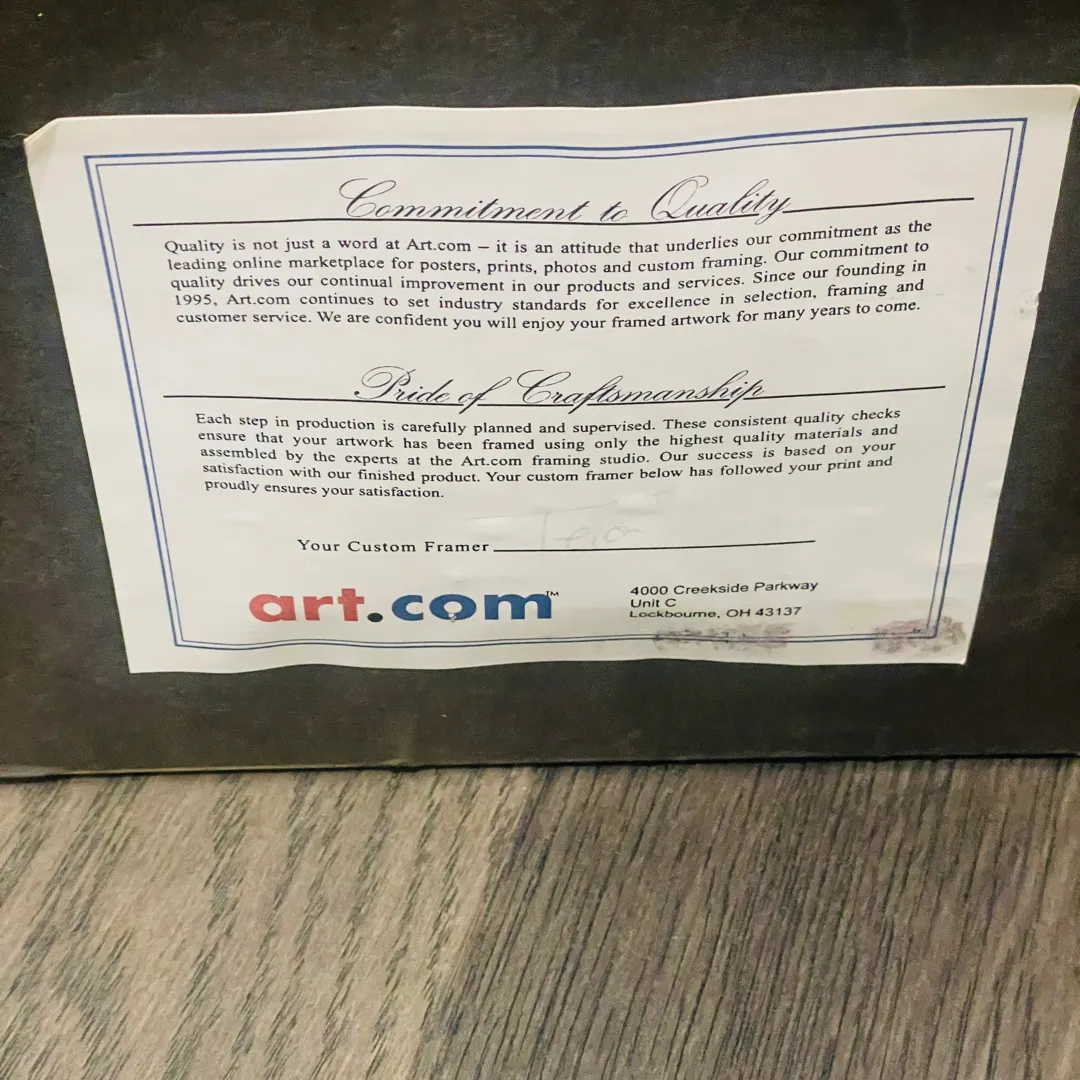 Commitment to Quality
Quality is not just a word at Art.com – it is an attitude that underlies our commitment as the
leading online marketplace for posters, prints, photos and custom framing. Our commitment to
quality drives our continual improvement in our products and services. Since our founding in
1995, Art.com continues to set industry standards for excellence in selection, framing and
customer service. We are confident you will enjoy your framed artwork for many years to come.
Pride of Craftsmanship
Each step in production is carefully planned and supervised. These consistent quality checks
ensure that your artwork has been framed using only the highest quality materials and
assembled by the experts at the Art.com framing studio. Our success is based on your
satisfaction with our finished product. Your custom framer below has followed your print and
proudly ensures your satisfaction.
Your Custom Framer
art.com™
4000 Creekside Parkway
Unit C
Lockbourne, OH 43137